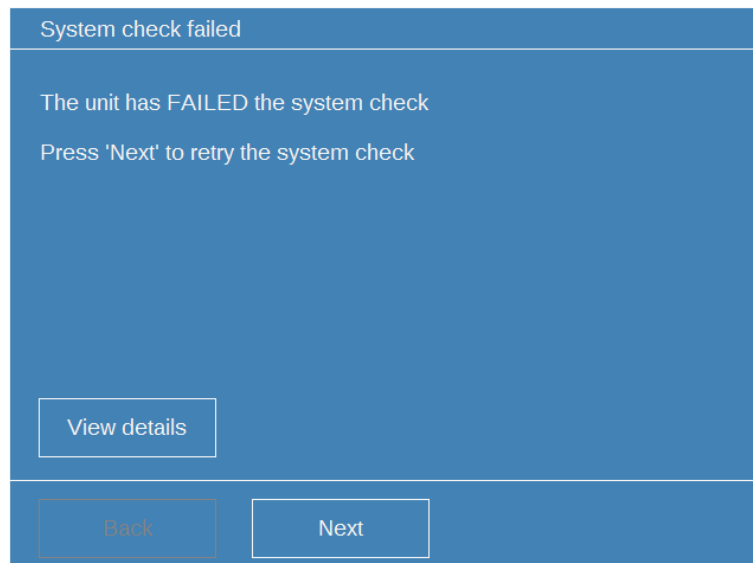 System check failed
The unit has FAILED the system check
Press 'Next' to retry the system check
View details
Back
Next